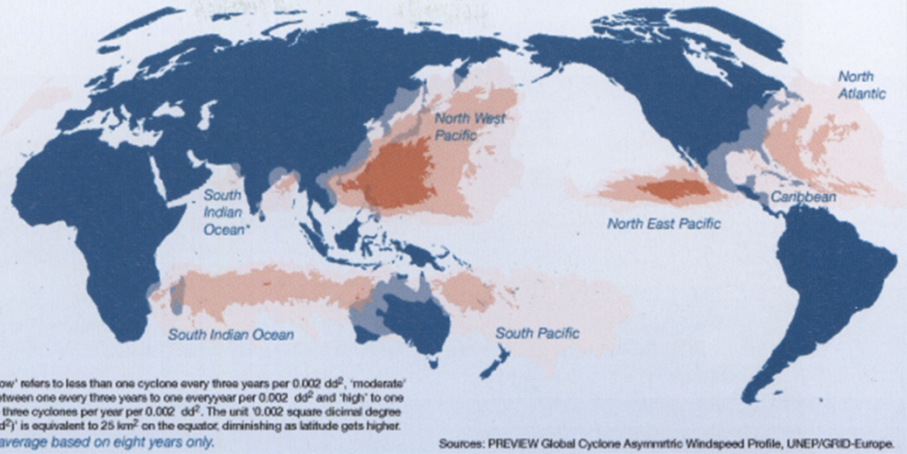 North
Atlantic
North West
Pacific
South
Indian
Ocean*
Caribbean
North East Pacific
South Indian Ocean
South Pacific
ow' refers to less than one cyclone every three years per 0.002 dd², 'moderate'
etween one every three years to one everyyear per 0.002 dd² and 'high' to one
three cyclones per year per 0.002 dd². The unit '0.002 square dicimal degree
d²)' is equivalent to 25 km² on the equator, diminishing as latitude gets higher.
average based on eight years only.
Sources: PREVIEW Global Cyclone Asymmrtric Windspeed Profile, UNEP/GRID-Europe.